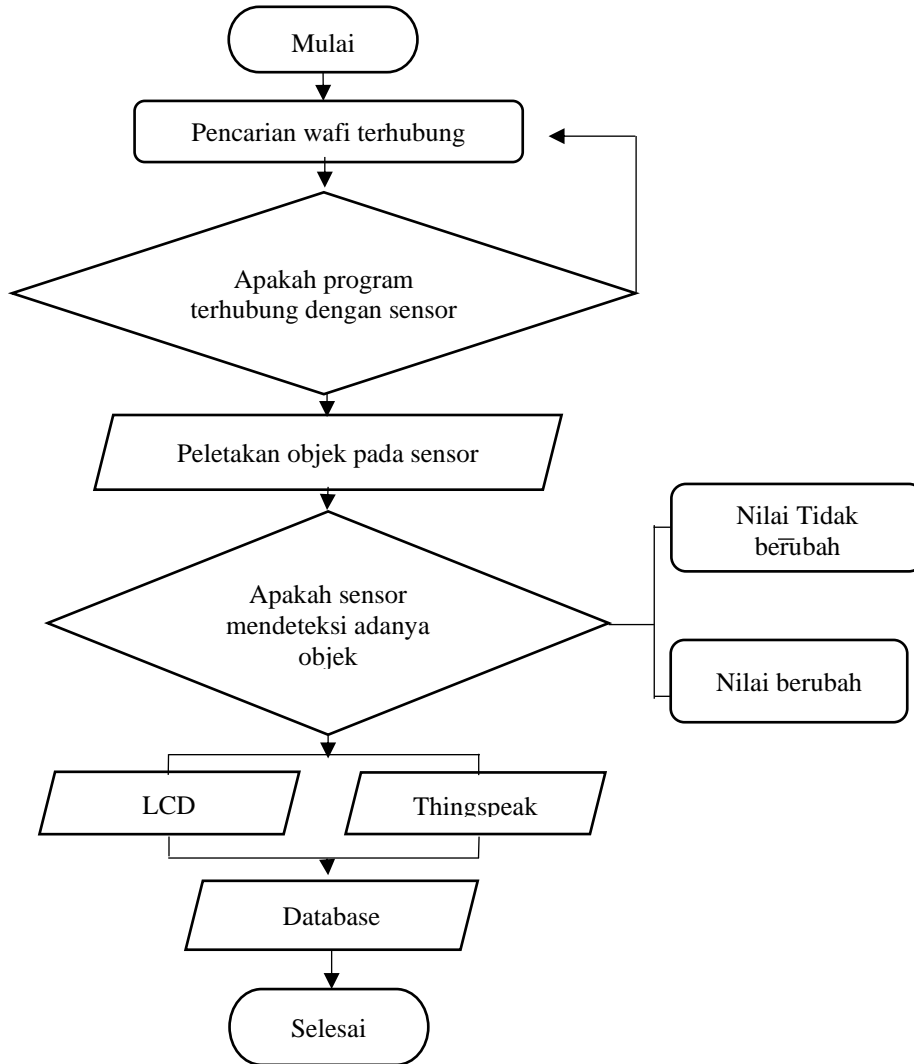 Mulai
Pencarian wafi terhubung
Apakah program
terhubung dengan sensor
Peletakan objek pada sensor
Nilai Tidak
berubah
Apakah sensor
mendeteksi adanya
objek
Nilai berubah
LCD
Thingspeak
Database
Selesai